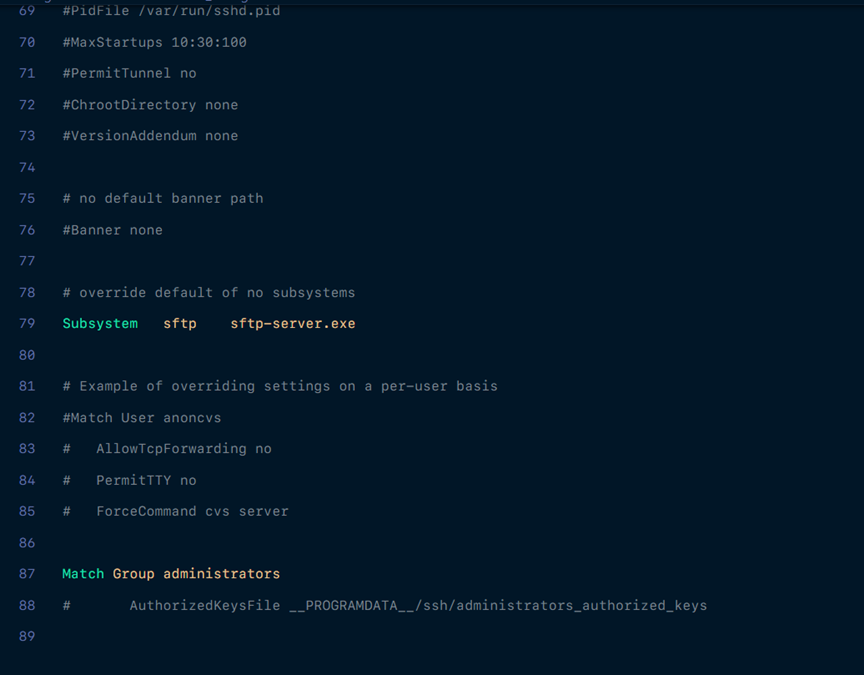 69 #PidFile /var/run/sshd.pid
70 #MaxStartups 10:30:100
71 #PermitTunnel no
72 #ChrootDirectory none
73 #VersionAddendum none
74
75 # no default banner path
76 #Banner none
77
78 # override default of no subsystems
79 Subsystem   sftp    sftp-server.exe
80
81 # Example of overriding settings on a per-user basis
82 #Match User anoncvs
83 #   AllowTcpForwarding no
84 #   PermitTTY no
85 #   ForceCommand cvs server
86
87 Match Group administrators
88 #       AuthorizedKeysFile __PROGRAMDATA__/ssh/administrators_authorized_keys
89